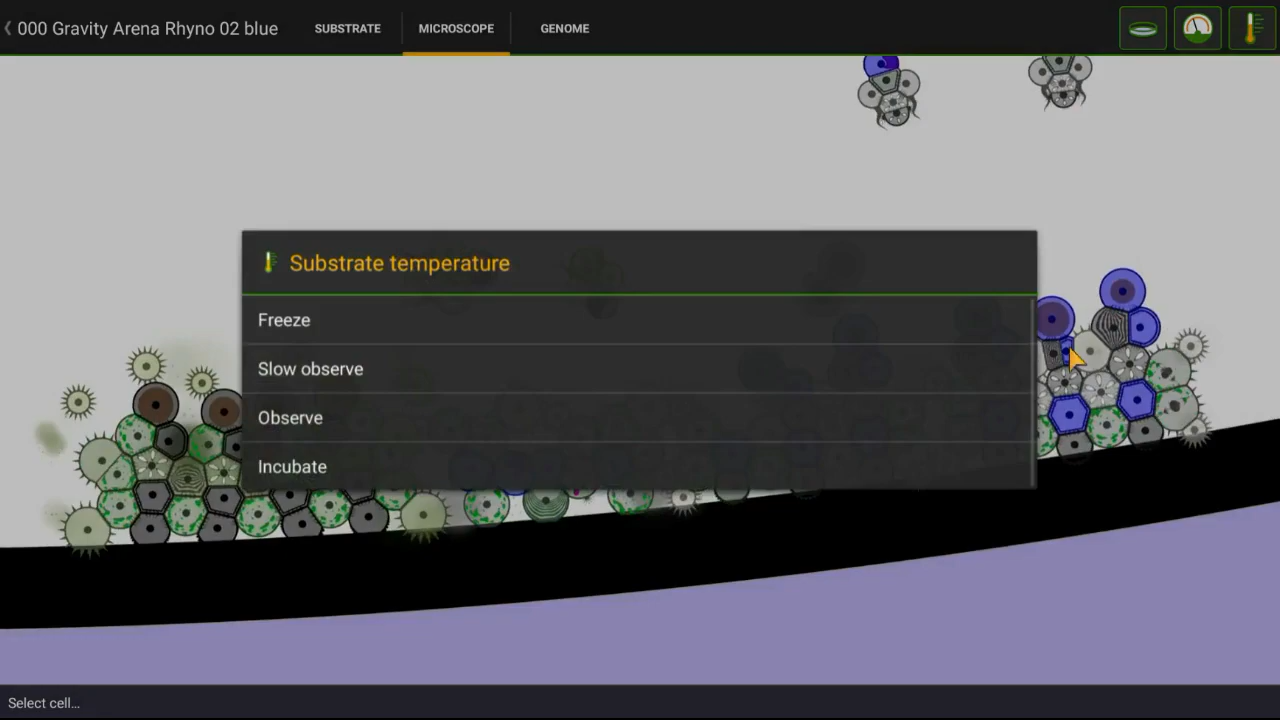 000 Gravity Arena Rhyno 02 blue
SUBSTRATE
MICROSCOPE
GENOME
Substrate temperature
Freeze
Slow observe
Observe
Incubate
Select cell...